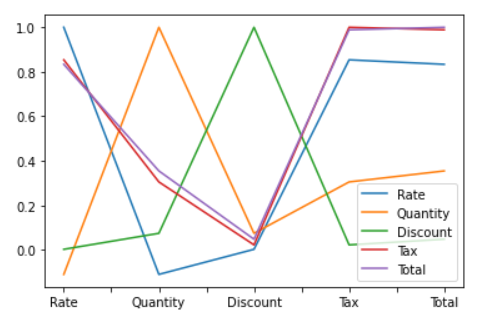 1.0
0.8
0.6
0.4
0.2
0.0
Rate
Quantity
Discount
Tax
Total
Rate Quantity Discount Tax Total